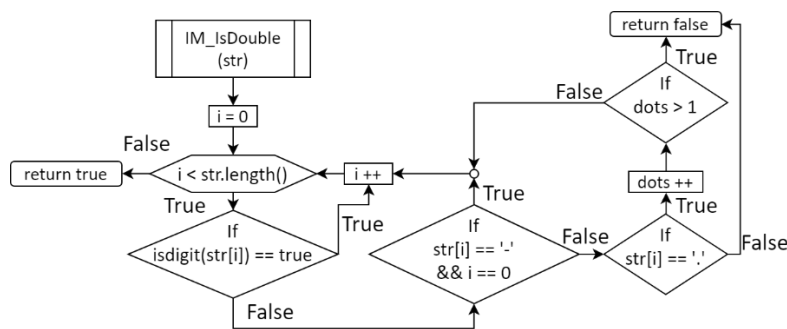 IM_IsDouble
(str)
i = 0
False
i < str.length()
return true
True
If
isdigit(str[i]) == true
True
False
i ++
True
If
str[i] == '-'
&& i == 0
False
If
str[i] == '.'
True
False
dots ++
If
dots > 1
False
True
return false